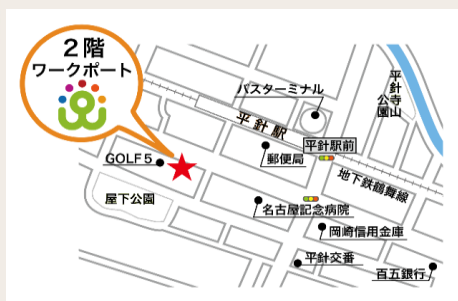 2階
ワークポート
バスターミナル
平針寺山
公園
平針駅
平針駅前
郵便局
地下鉄鶴舞線
GOLF5
屋下公園
名古屋記念病院
岡崎信用金庫
平針交番
百五銀行